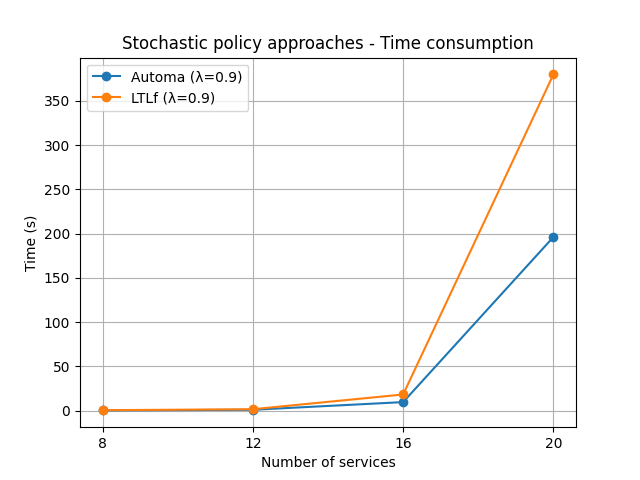 Stochastic policy approaches - Time consumption
Automa (λ=0.9)
LTLf (λ=0.9)
Time (s)
350
300
250
200
150
100
50
0
8 12 16 20
Number of services